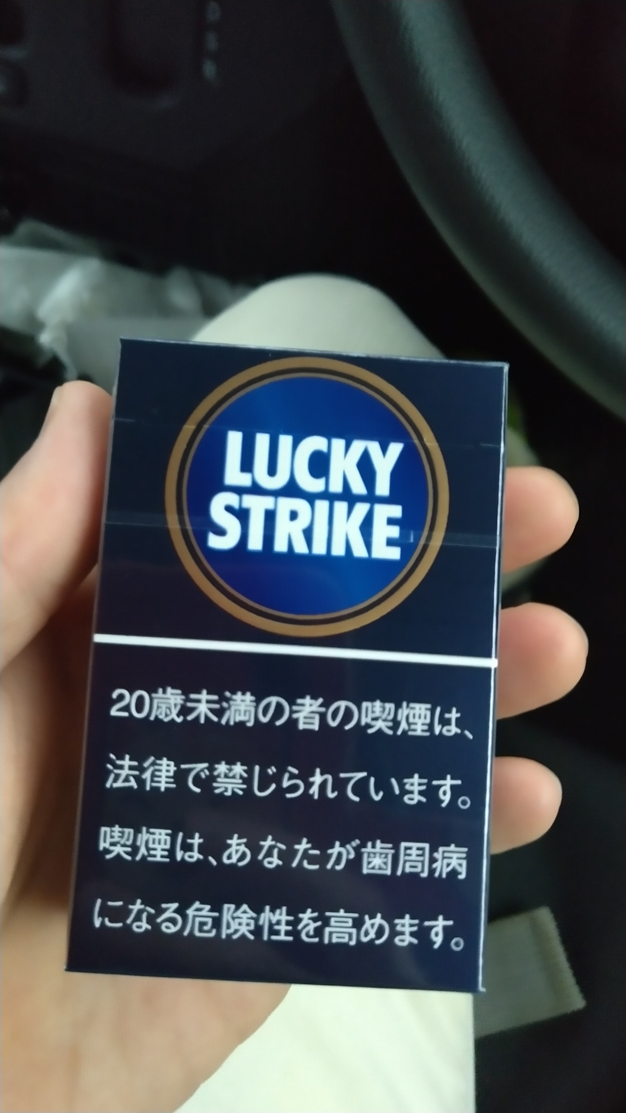 LUCKY
STRIKE
20歳未満の者の喫煙は、
法律で禁じられています。
喫煙は、あなたが歯周病
になる危険性を高めます。